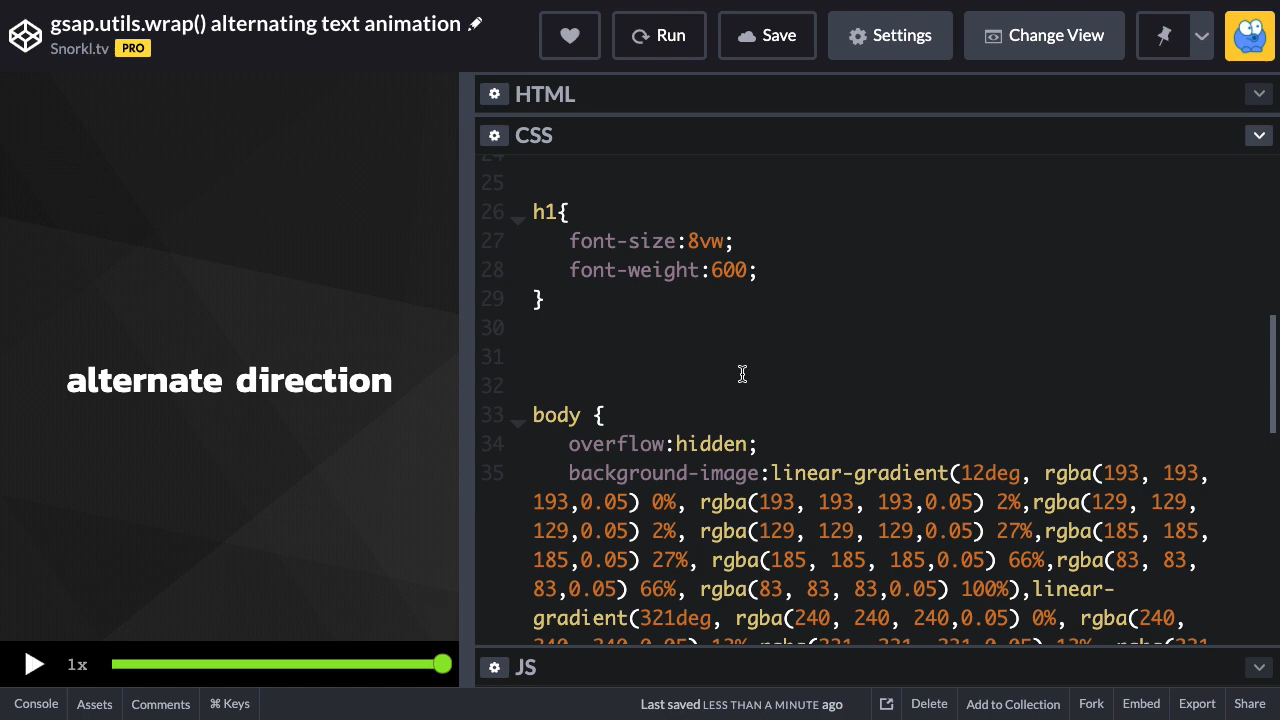 gsap.utils.wrap() alternating text animation
Snorkl.tv PRO
Run
Save
Settings
Change View
HTML
CSS
24
25
26 h1{
27 font-size:8vw;
28 font-weight:600;
29 }
30
31
32
33 body {
34 overflow:hidden;
35 background-image:linear-gradient(12deg, rgba(193, 193,
193,0.05) 0%, rgba(193, 193, 193,0.05) 2%,rgba(129, 129,
129,0.05) 2%, rgba(129, 129, 129,0.05) 27%,rgba(185, 185,
185,0.05) 27%, rgba(185, 185, 185,0.05) 66%,rgba(83, 83,
83,0.05) 66%, rgba(83, 83, 83,0.05) 100%),linear-
gradient(321deg, rgba(240, 240, 240,0.05) 0%, rgba(240,
alternate direction
1x
JS
Console
Assets
Comments
⌘ Keys
Last saved LESS THAN A MINUTE ago
Delete
Add to Collection
Fork
Embed
Export
Share